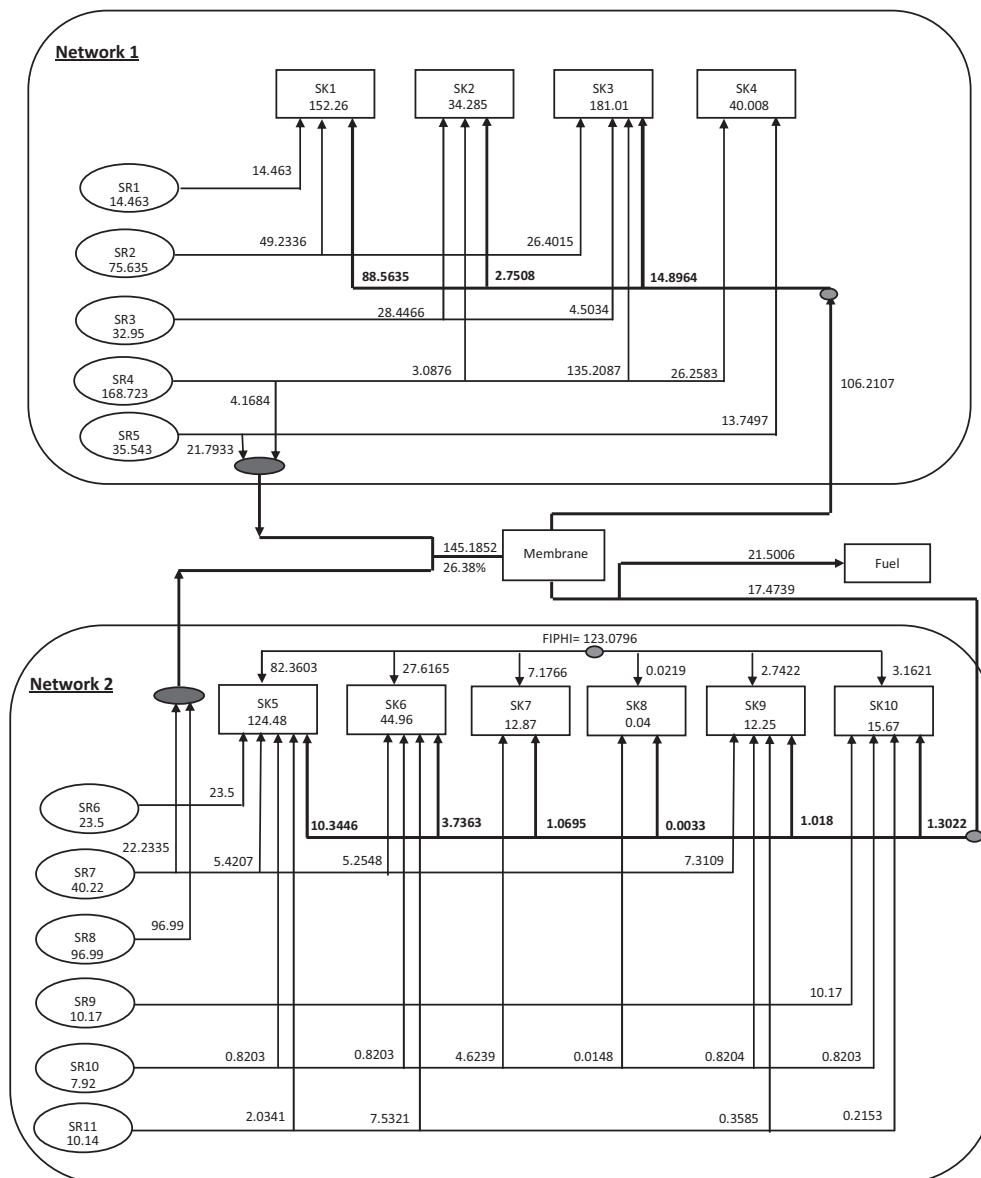 Network 1
SK1
152.26
SK2
34.285
SK3
181.01
SK4
40.008
14.463
SR1
14.463
49.2336
26.4015
SR2
75.635
88.5635
2.7508
14.8964
28.4466
4.5034
SR3
32.95
3.0876
135.2087
26.2583
SR4
168.723
4.1684
106.2107
13.7497
SR5
35.543
21.7933
145.1852
26.38%
Membrane
21.5006
Fuel
17.4739
FIPHI= 123.0796
Network 2
82.3603
27.6165
7.1766
0.0219
2.7422
3.1621
SK5
124.48
SK6
44.96
SK7
12.87
SK8
0.04
SK9
12.25
SK10
15.67
23.5
SR6
23.5
10.3446
3.7363
1.0695
0.0033
1.018
1.3022
22.2335
5.4207
5.2548
7.3109
SR7
40.22
96.99
SR8
96.99
SR9
10.17
10.17
0.8203
0.8203
4.6239
0.0148
0.8204
0.8203
SR10
7.92
2.0341
7.5321
0.3585
0.2153
SR11
10.14